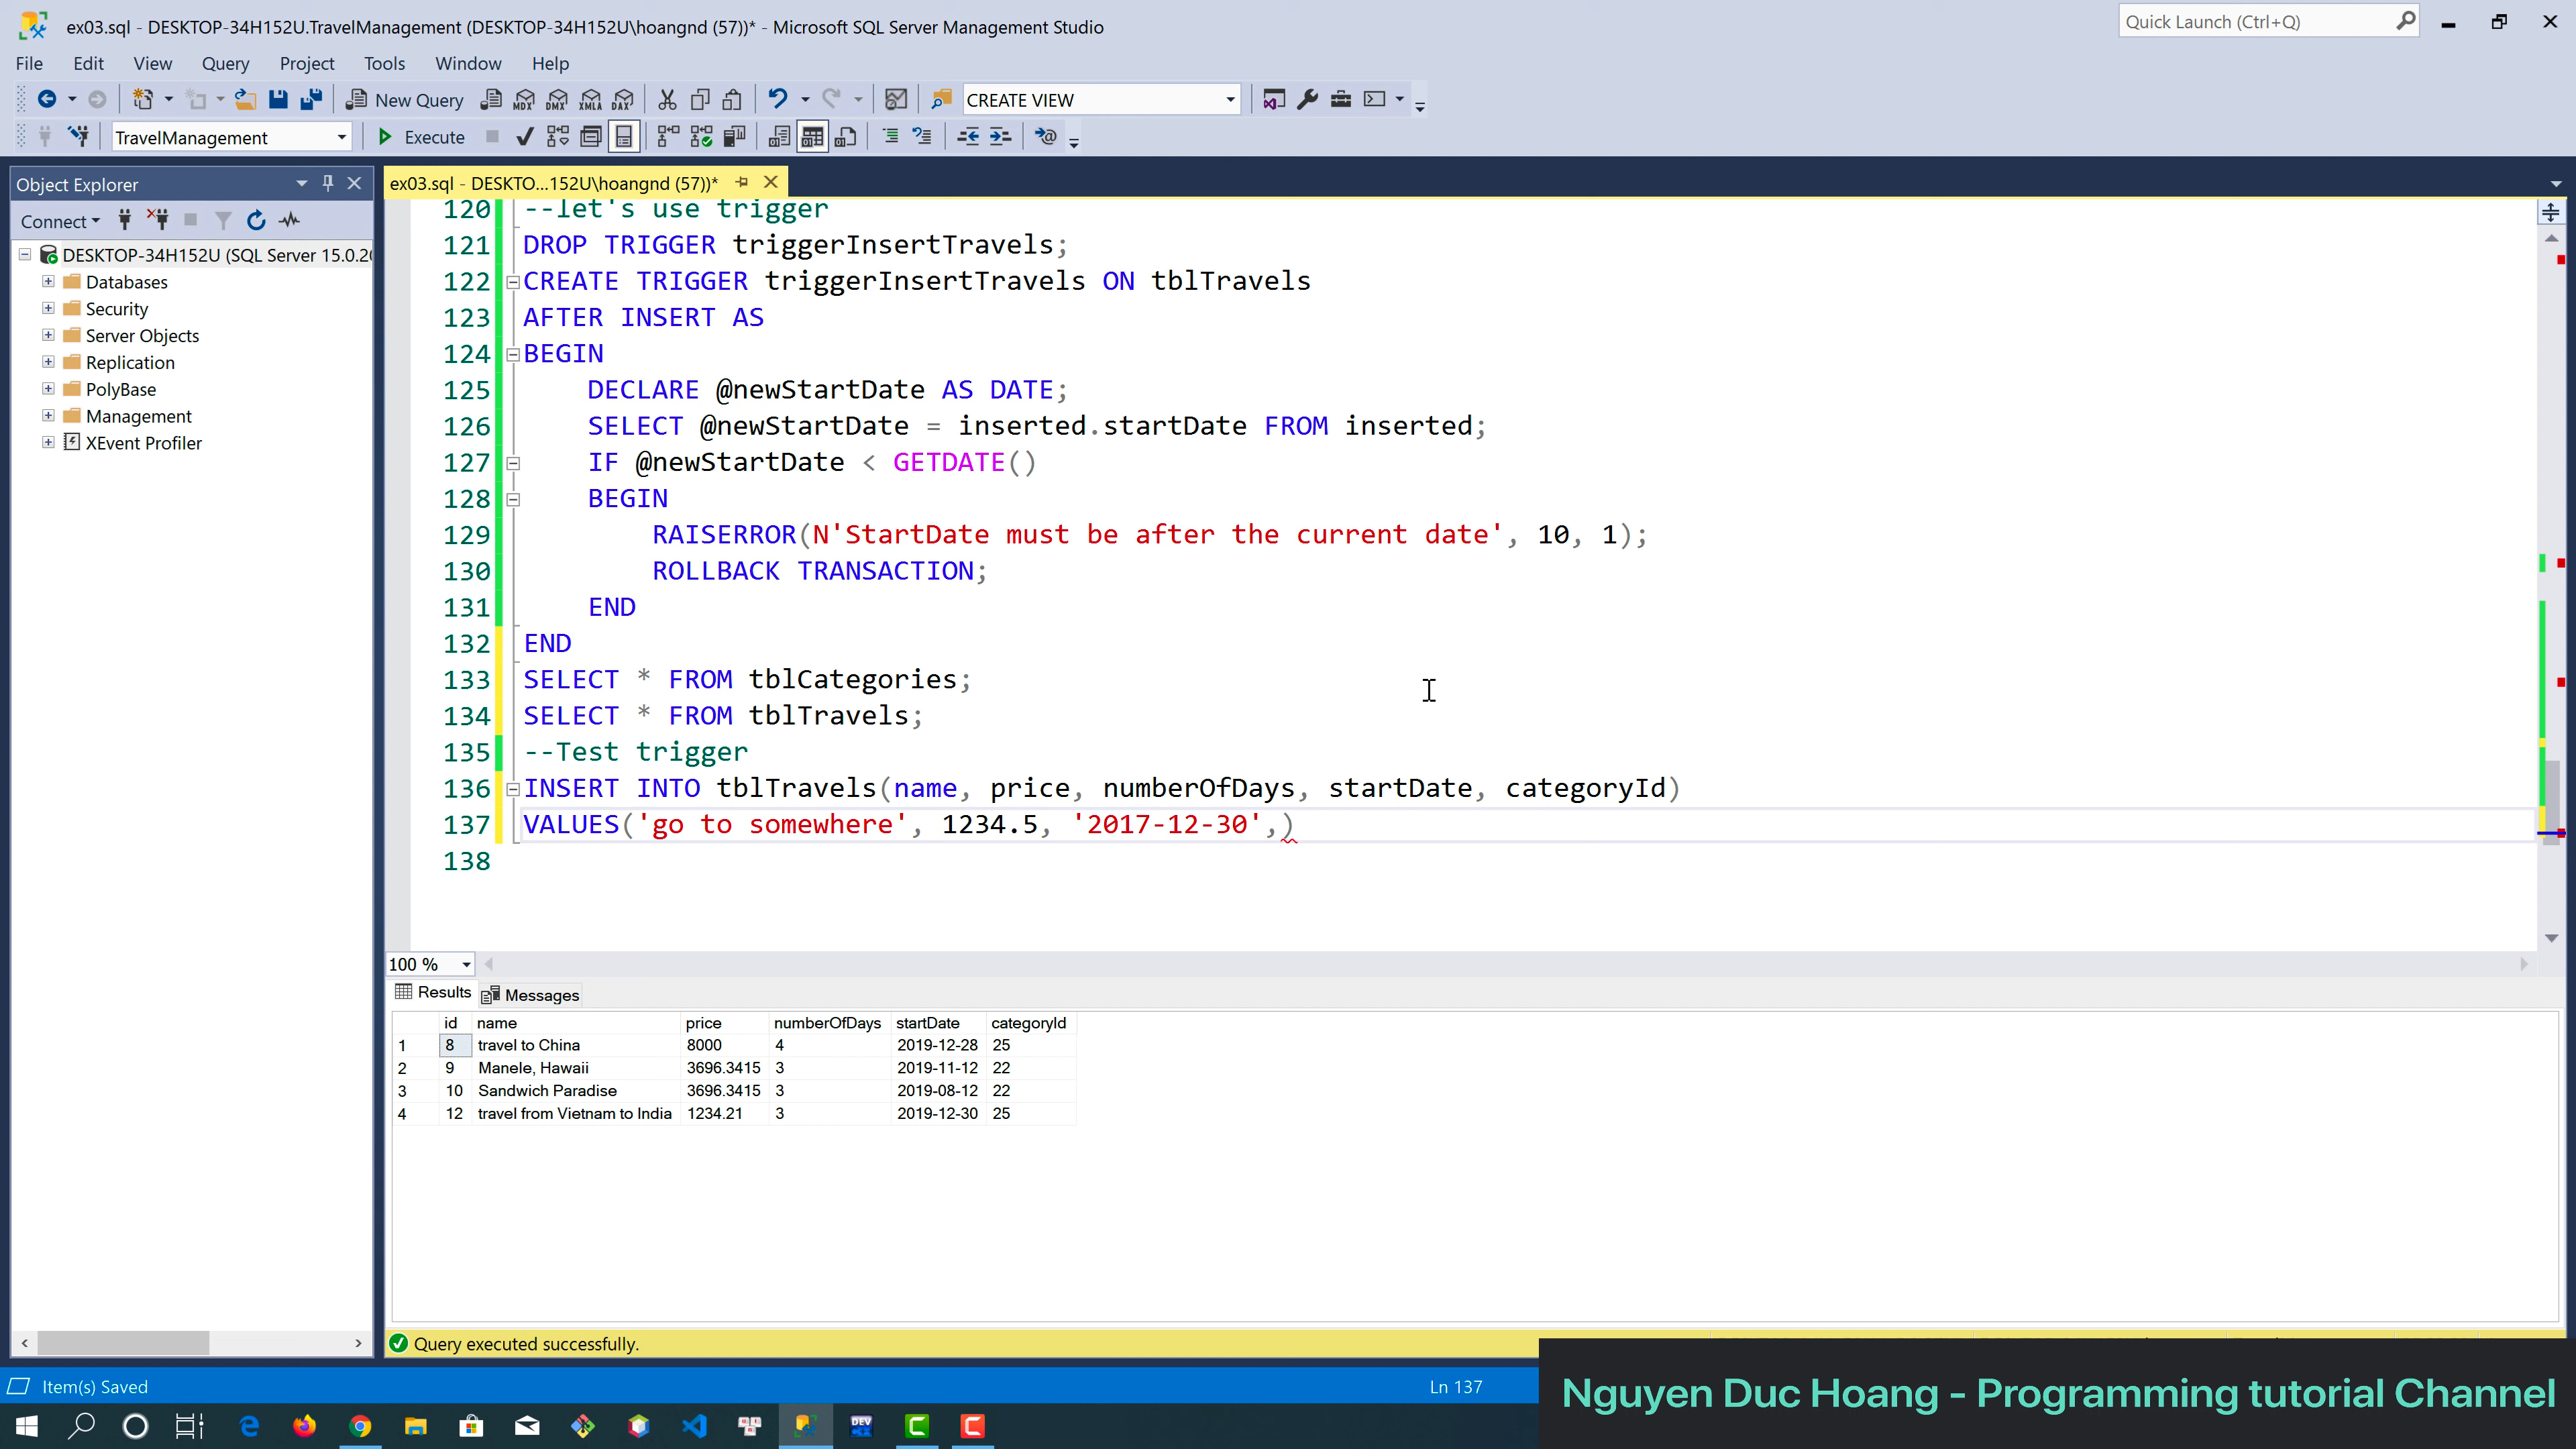 ex03.sql - DESKTOP-34H152U.TravelManagement (DESKTOP-34H152U\hoangnd (57))* - Microsoft SQL Server Management Studio
Quick Launch (Ctrl+Q)
File Edit View Query Project Tools Window Help
New Query MDX DMX XMLA DAX CREATE VIEW
TravelManagement Execute
Object Explorer
ex03.sql - DESKTO...152U\hoangnd (57))*
Connect
DESKTOP-34H152U (SQL Server 15.0.20
Databases
Security
Server Objects
Replication
PolyBase
Management
XEvent Profiler
120 --let's use trigger
121 DROP TRIGGER triggerInsertTravels;
122 CREATE TRIGGER triggerInsertTravels ON tblTravels
123 AFTER INSERT AS
124 BEGIN
125 DECLARE @newStartDate AS DATE;
126 SELECT @newStartDate = inserted.startDate FROM inserted;
127 IF @newStartDate < GETDATE()
128 BEGIN
129 RAISERROR(N'StartDate must be after the current date', 10, 1);
130 ROLLBACK TRANSACTION;
131 END
132 END
133 SELECT * FROM tblCategories;
134 SELECT * FROM tblTravels;
135 --Test trigger
136 INSERT INTO tblTravels(name, price, numberOfDays, startDate, categoryId)
137 VALUES('go to somewhere', 1234.5, '2017-12-30',)
138
100 %
Results Messages
id name price numberOfDays startDate categoryId
1 8 travel to China 8000 4 2019-12-28 25
2 9 Manele, Hawaii 3696.3415 3 2019-11-12 22
3 10 Sandwich Paradise 3696.3415 3 2019-08-12 22
4 12 travel from Vietnam to India 1234.21 3 2019-12-30 25
Query executed successfully.
Item(s) Saved
Ln 137
Nguyen Duc Hoang - Programming tutorial Channel
DEV